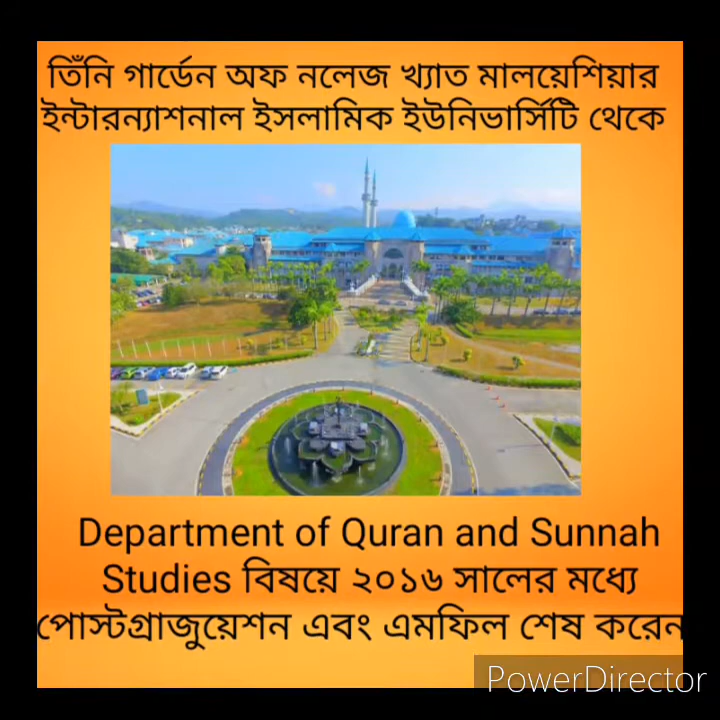 তিঁনি গার্ডেন অফ নলেজ খ্যাত মালয়েশিয়ার
ইন্টারন্যাশনাল ইসলামিক ইউনিভার্সিটি থেকে
Department of Quran and Sunnah
Studies বিষয়ে ২০১৬ সালের মধ্যে
পোস্টগ্রাজুয়েশন এবং এমফিল শেষ করেন
PowerDirector